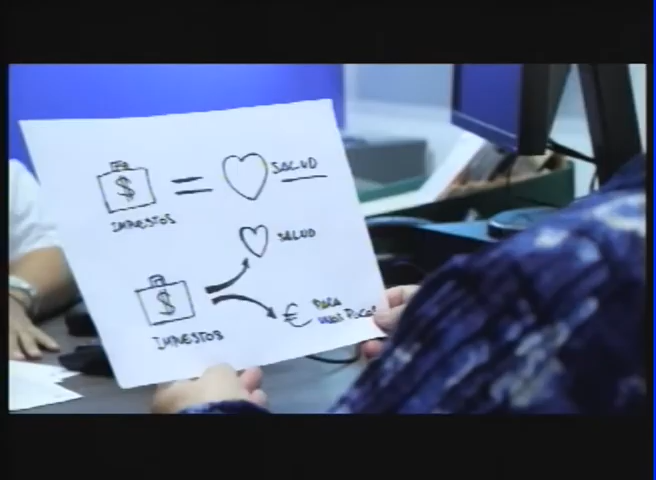 $ = SALUD
IMPUESTOS
SALUD
$
€ PARA
UNOS POCOS
IMPUESTOS